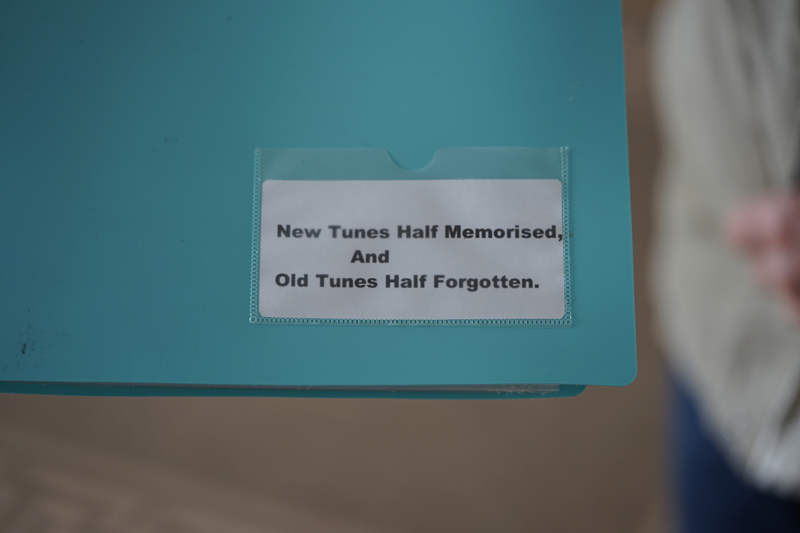 New Tunes Half Memorised,
And
Old Tunes Half Forgotten.